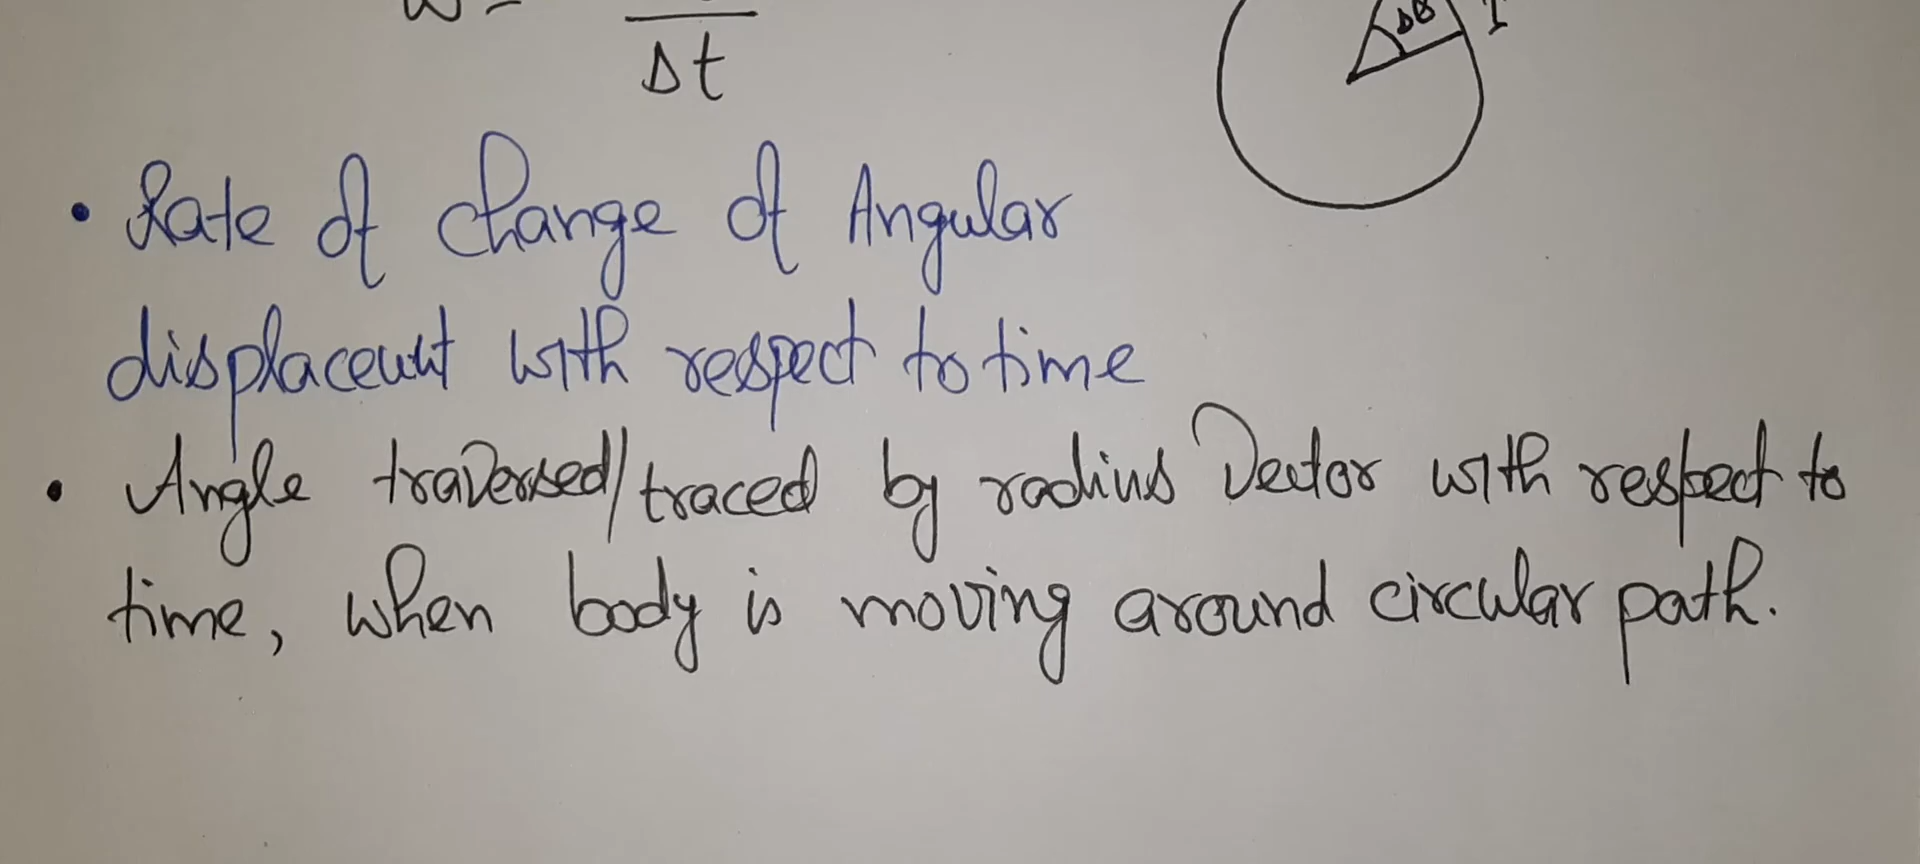 ω =
Δt
Δθ
• Rate of change of Angular
displacement with respect to time
• Angle traversed/traced by radius Vector with respect to
time, when body is moving around circular path.